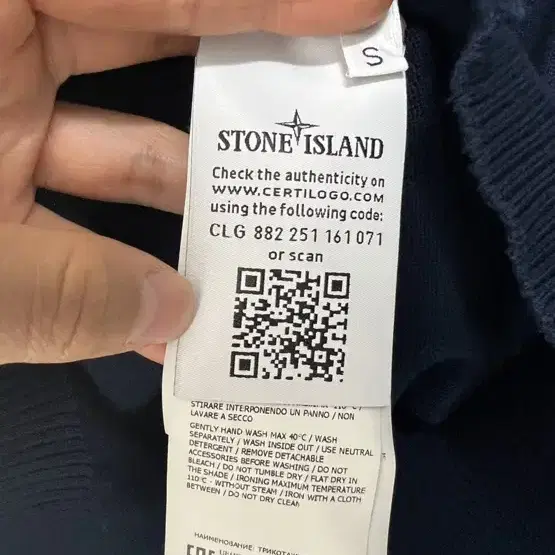 S
STONE ISLAND
Check the authenticity on
WWW.CERTILOGO.COM
using the following code:
CLG 882 251 161 071
or scan
STIRARE INTERPONENDO UN PANNO / NON
LAVARE A SECCO
GENTLY HAND WASH MAX 40°C / WASH
SEPARATELY / WASH INSIDE OUT / USE NEUTRAL
DETERGENT / REMOVE DETACHABLE
ACCESSORIES BEFORE WASHING / DO NOT
BLEACH / DO NOT TUMBLE DRY / FLAT DRY IN
THE SHADE / IRONING MAXIMUM TEMPERATURE
110°C - WITHOUT STEAM / IRON WITH A CLOTH
BETWEEN / DO NOT DRY CLEAN
НАИМЕНОВАНИЕ: